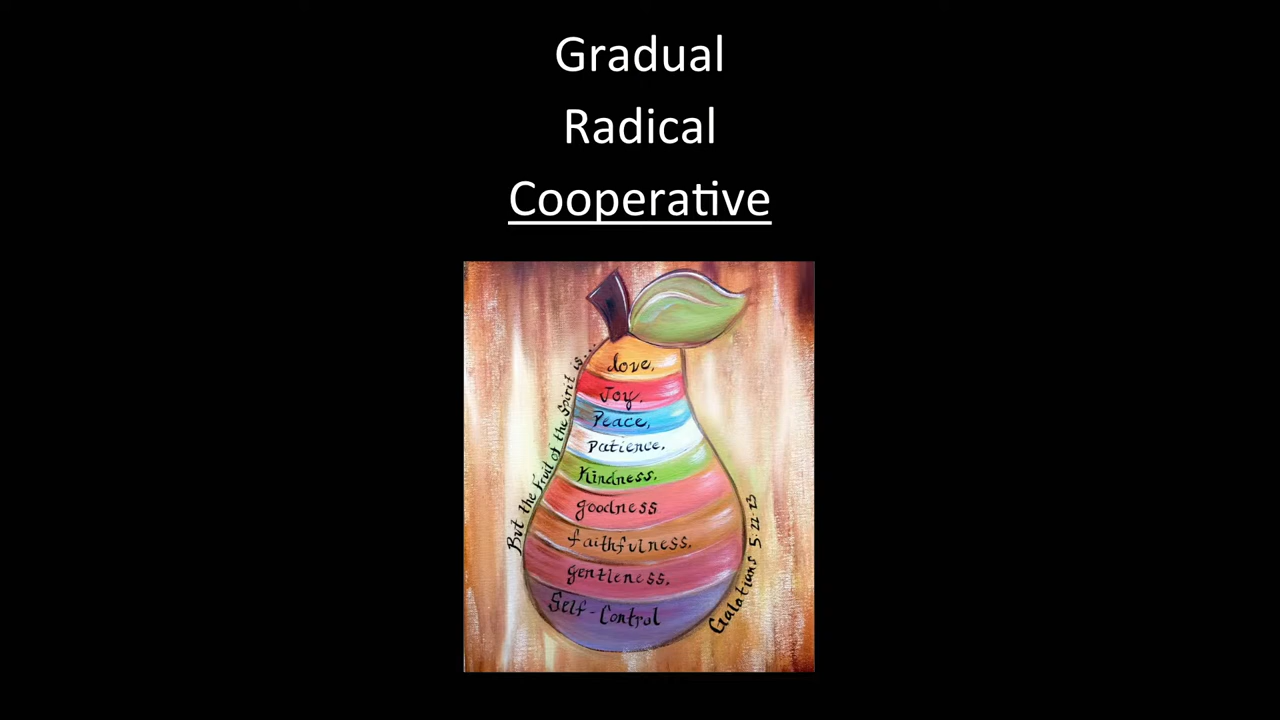 Gradual
Radical
Cooperative
But the Fruit of the Spirit is...
Love,
Joy,
Peace,
Patience,
Kindness,
goodness
faithfulness,
gentleness,
Self-Control
Galatians 5:22-23